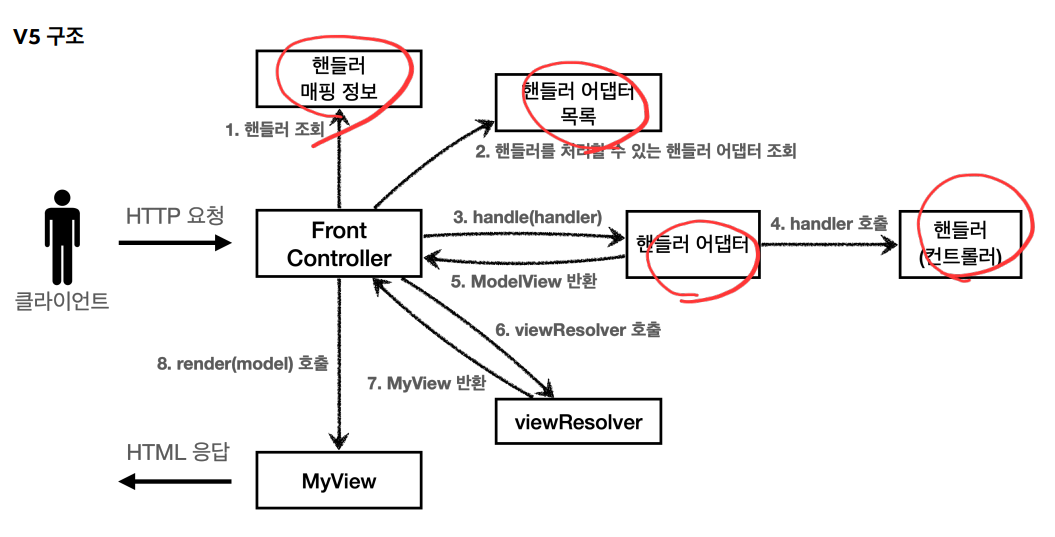 V5 구조
핸들러
매핑 정보
핸들러 어댑터
목록
1. 핸들러 조회
2. 핸들러를 처리할 수 있는 핸들러 어댑터 조회
HTTP 요청
클라이언트
Front
Controller
3. handle(handler)
5. ModelView 반환
핸들러 어댑터
4. handler 호출
핸들러
(컨트롤러)
6. viewResolver 호출
8. render(model) 호출
7. MyView 반환
viewResolver
HTML 응답
MyView